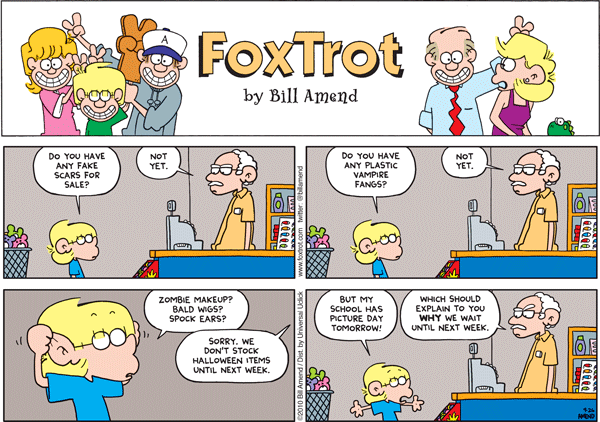 A
FOXTROT
by Bill Amend
DO YOU HAVE
ANY FAKE
SCARS FOR
SALE?
NOT
YET.
www.foxtrot.com twitter @billamend
DO YOU HAVE
ANY PLASTIC
VAMPIRE
FANGS?
NOT
YET.
ZOMBIE MAKEUP?
BALD WIGS?
SPOCK EARS?
SORRY. WE
DON'T STOCK
HALLOWEEN ITEMS
UNTIL NEXT WEEK.
©2010 Bill Amend / Dist. by Universal Uclick
BUT MY
SCHOOL HAS
PICTURE DAY
TOMORROW!
WHICH SHOULD
EXPLAIN TO YOU
WHY WE WAIT
UNTIL NEXT WEEK.
9-26
AMEND